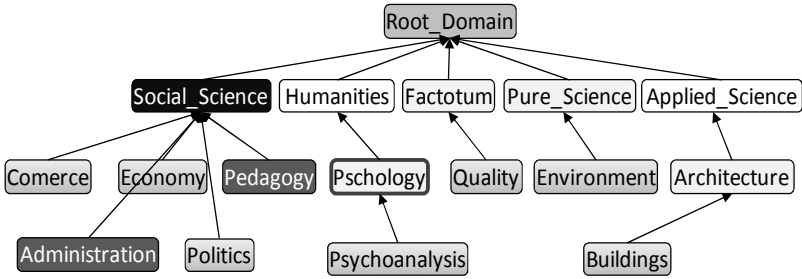 Root_Domain
Social_Science Humanities Factotum Pure_Science Applied_Science
Comerce Economy Pedagogy Pschology Quality Environment Architecture
Administration Politics Psychoanalysis Buildings